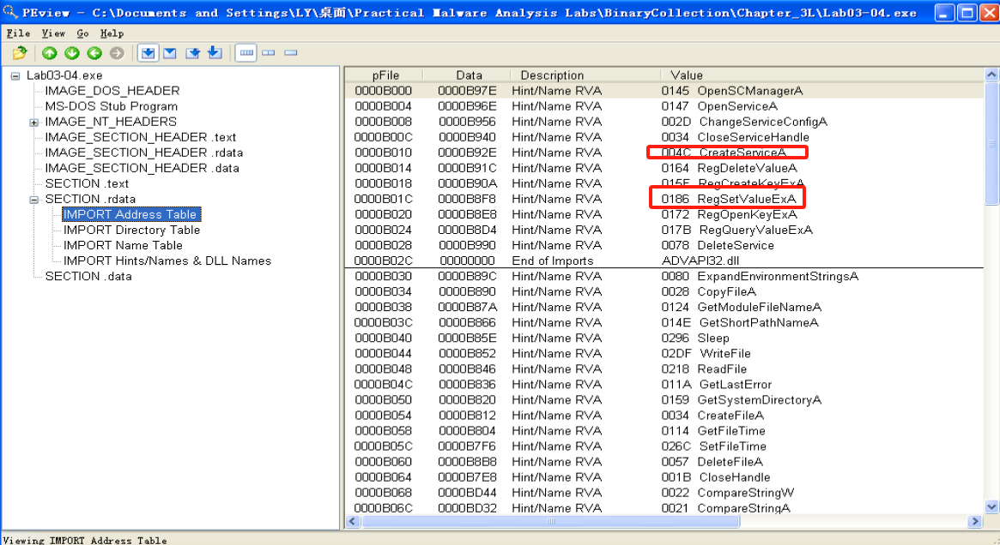 PEview - C:\Documents and Settings\LY\桌面\Practical Malware Analysis Labs\BinaryCollection\Chapter_3L\Lab03-04.exe
File View Go Help
Lab03-04.exe
IMAGE_DOS_HEADER
MS-DOS Stub Program
IMAGE_NT_HEADERS
IMAGE_SECTION_HEADER .text
IMAGE_SECTION_HEADER .rdata
IMAGE_SECTION_HEADER .data
SECTION .text
SECTION .rdata
IMPORT Address Table
IMPORT Directory Table
IMPORT Name Table
IMPORT Hints/Names & DLL Names
SECTION .data
pFile Data Description Value
0000B000 0000B97E Hint/Name RVA 0145 OpenSCManagerA
0000B004 0000B96E Hint/Name RVA 0147 OpenServiceA
0000B008 0000B956 Hint/Name RVA 002D ChangeServiceConfigA
0000B00C 0000B940 Hint/Name RVA 0034 CloseServiceHandle
0000B010 0000B92E Hint/Name RVA 004C CreateServiceA
0000B014 0000B91C Hint/Name RVA 0164 RegDeleteValueA
0000B018 0000B90A Hint/Name RVA 015F RegCreateKeyExA
0000B01C 0000B8F8 Hint/Name RVA 0186 RegSetValueExA
0000B020 0000B8E8 Hint/Name RVA 0172 RegOpenKeyExA
0000B024 0000B8D4 Hint/Name RVA 017B RegQueryValueExA
0000B028 0000B990 Hint/Name RVA 0078 DeleteService
0000B02C 00000000 End of Imports ADVAPI32.dll
0000B030 0000B89C Hint/Name RVA 0080 ExpandEnvironmentStringsA
0000B034 0000B890 Hint/Name RVA 0028 CopyFileA
0000B038 0000B87A Hint/Name RVA 0124 GetModuleFileNameA
0000B03C 0000B866 Hint/Name RVA 014E GetShortPathNameA
0000B040 0000B85E Hint/Name RVA 0296 Sleep
0000B044 0000B852 Hint/Name RVA 02DF WriteFile
0000B048 0000B846 Hint/Name RVA 0218 ReadFile
0000B04C 0000B836 Hint/Name RVA 011A GetLastError
0000B050 0000B820 Hint/Name RVA 0159 GetSystemDirectoryA
0000B054 0000B812 Hint/Name RVA 0034 CreateFileA
0000B058 0000B804 Hint/Name RVA 0114 GetFileTime
0000B05C 0000B7F6 Hint/Name RVA 026C SetFileTime
0000B060 0000B8B8 Hint/Name RVA 0057 DeleteFileA
0000B064 0000B7E8 Hint/Name RVA 001B CloseHandle
0000B068 0000BD44 Hint/Name RVA 0022 CompareStringW
0000B06C 0000BD32 Hint/Name RVA 0021 CompareStringA
Viewing IMPORT Address Table